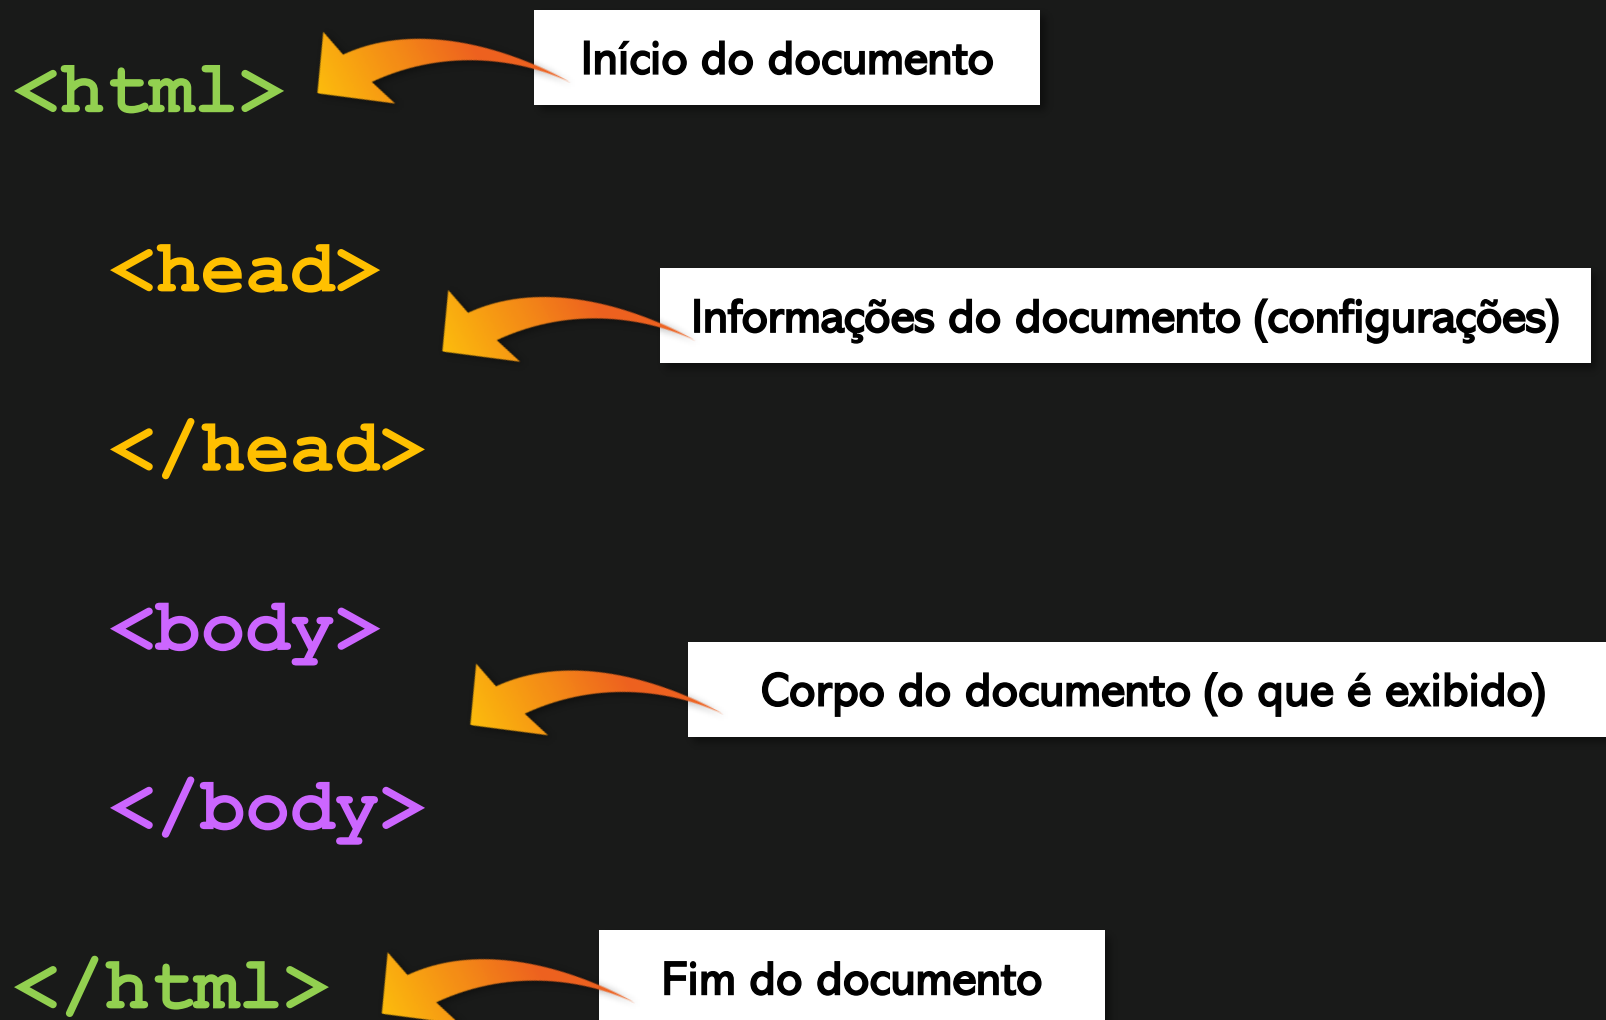 <html>
Início do documento
<head>
Informações do documento (configurações)
</head>
<body>
Corpo do documento (o que é exibido)
</body>
</html>
Fim do documento